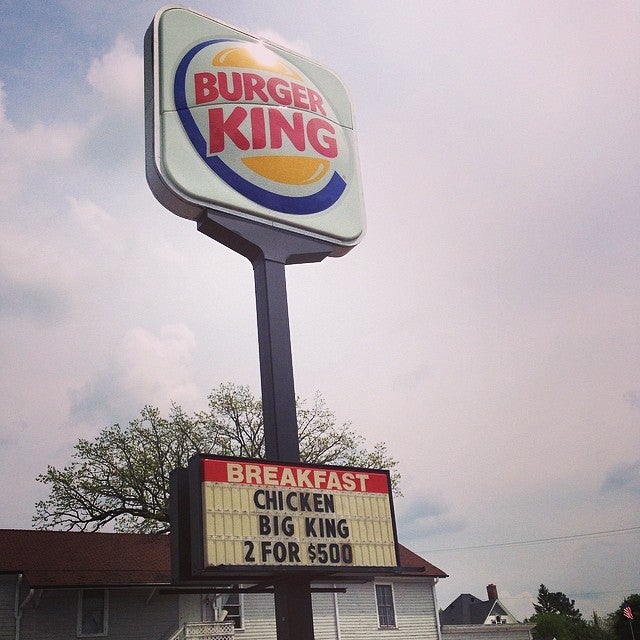 BURGER
KING
BREAKFAST
CHICKEN
BIG KING
2 FOR $500